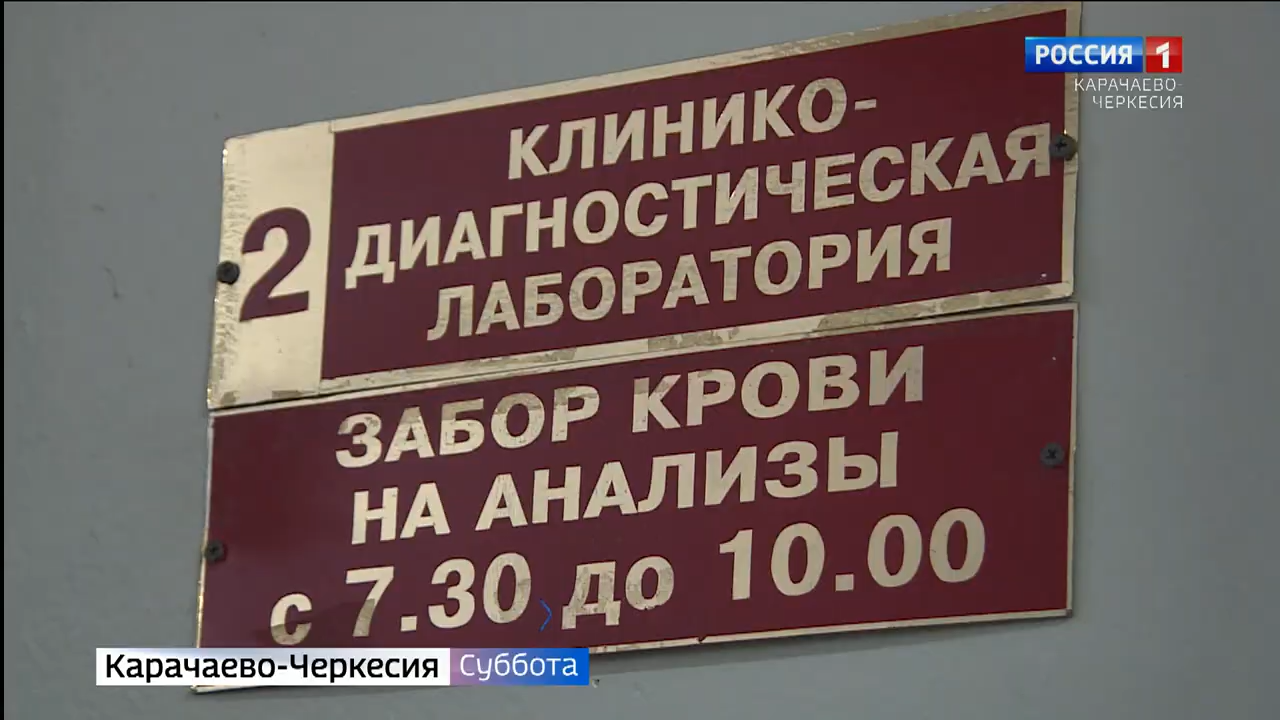 РОССИЯ 1
КАРАЧАЕВО-
ЧЕРКЕСИЯ
2
КЛИНИКО-
ДИАГНОСТИЧЕСКАЯ
ЛАБОРАТОРИЯ
ЗАБОР КРОВИ
НА АНАЛИЗЫ
с 7.30 до 10.00
Карачаево-Черкесия Суббота